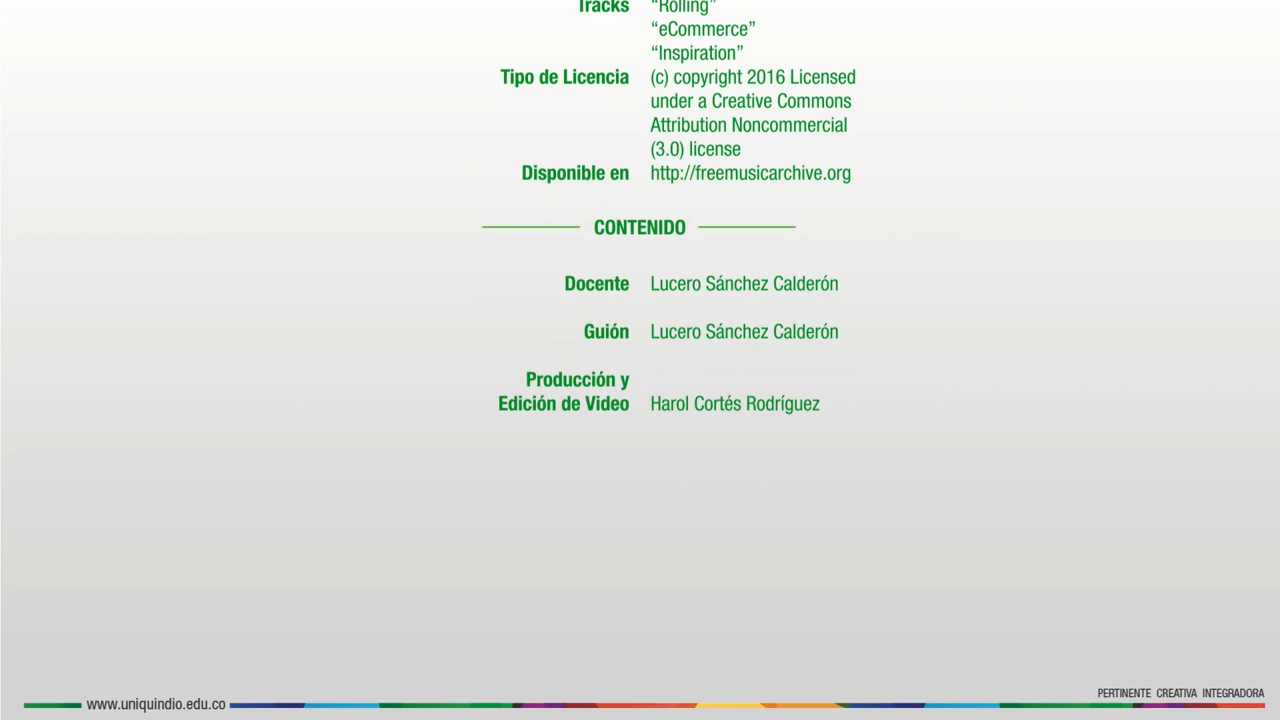 Tracks “Rolling”
“eCommerce”
“Inspiration”
Tipo de Licencia (c) copyright 2016 Licensed
under a Creative Commons
Attribution Noncommercial
(3.0) license
Disponible en http://freemusicarchive.org
CONTENIDO
Docente Lucero Sánchez Calderón
Guión Lucero Sánchez Calderón
Producción y
Edición de Video Harol Cortés Rodríguez
PERTINENTE CREATIVA INTEGRADORA
www.uniquindio.edu.co